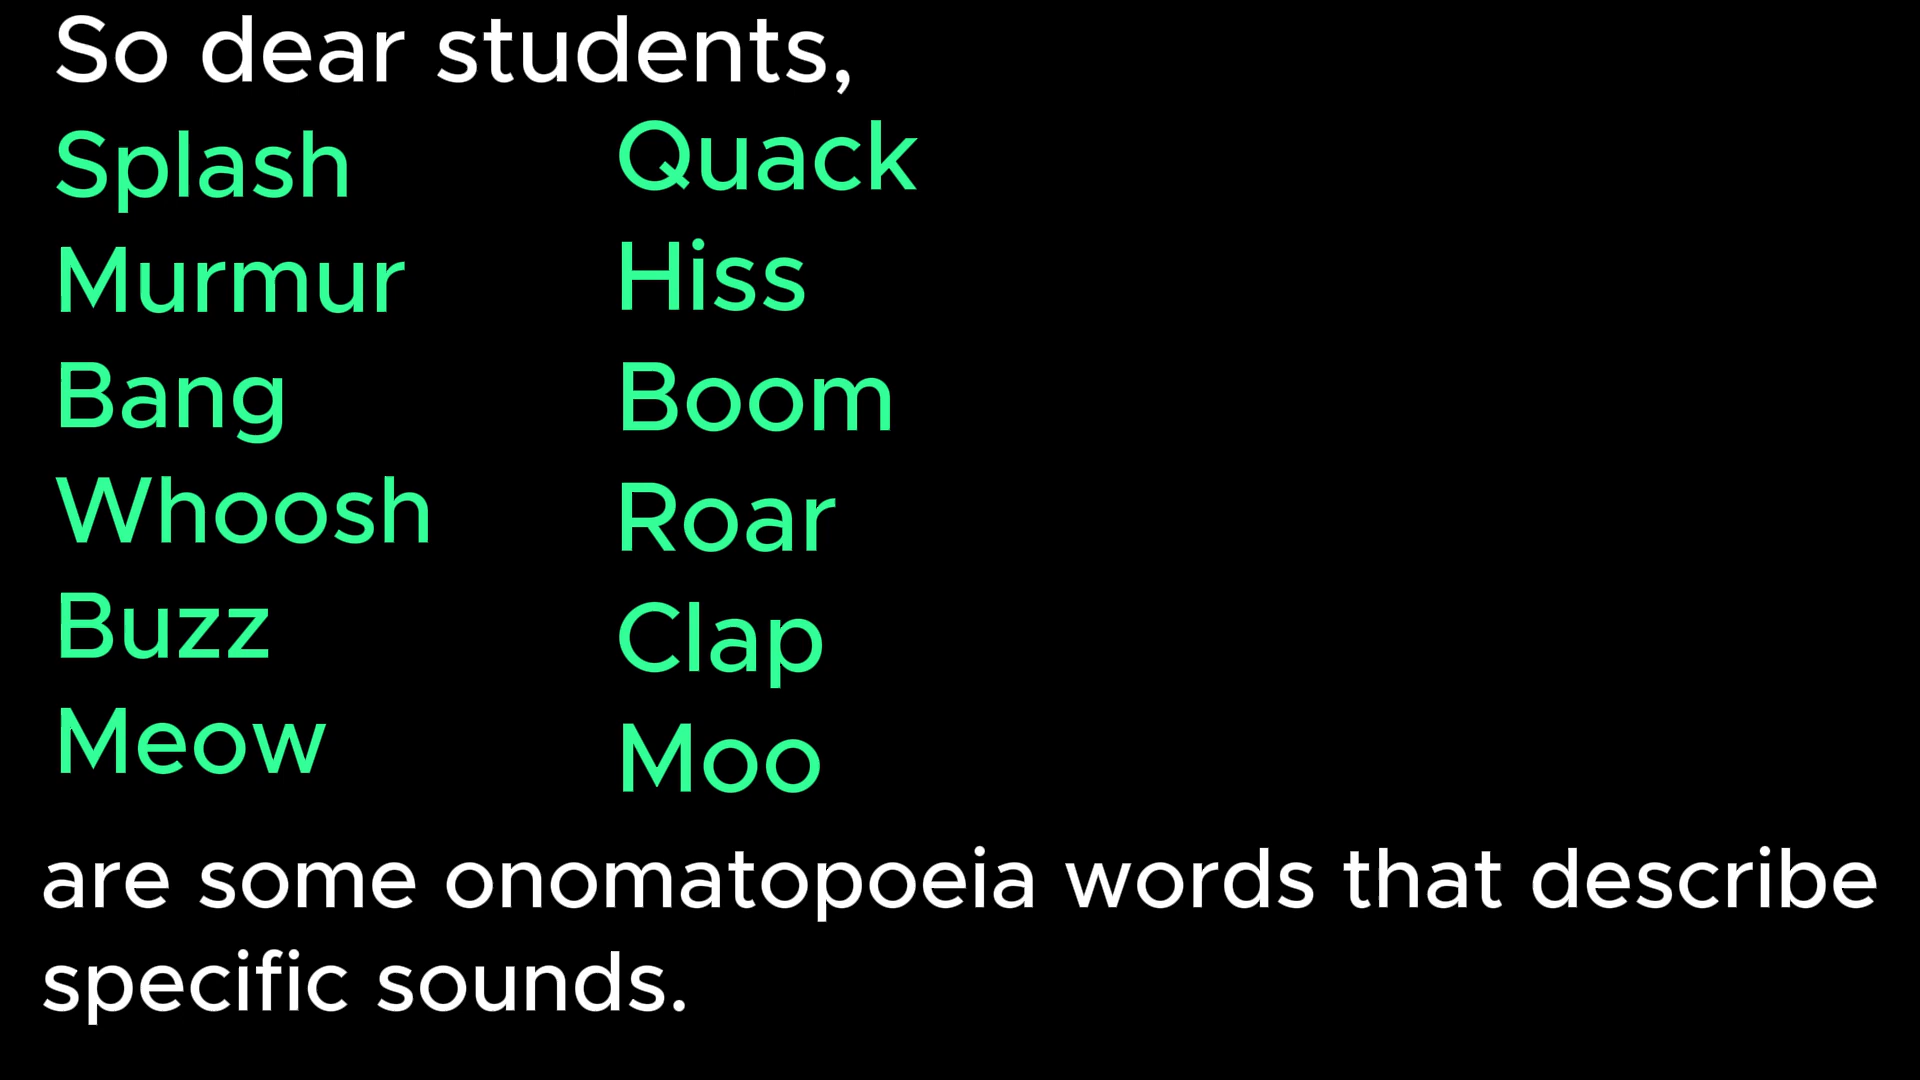 So dear students,
Splash
Murmur
Bang
Whoosh
Buzz
Meow
Quack
Hiss
Boom
Roar
Clap
Moo
are some onomatopoeia words that describe
specific sounds.